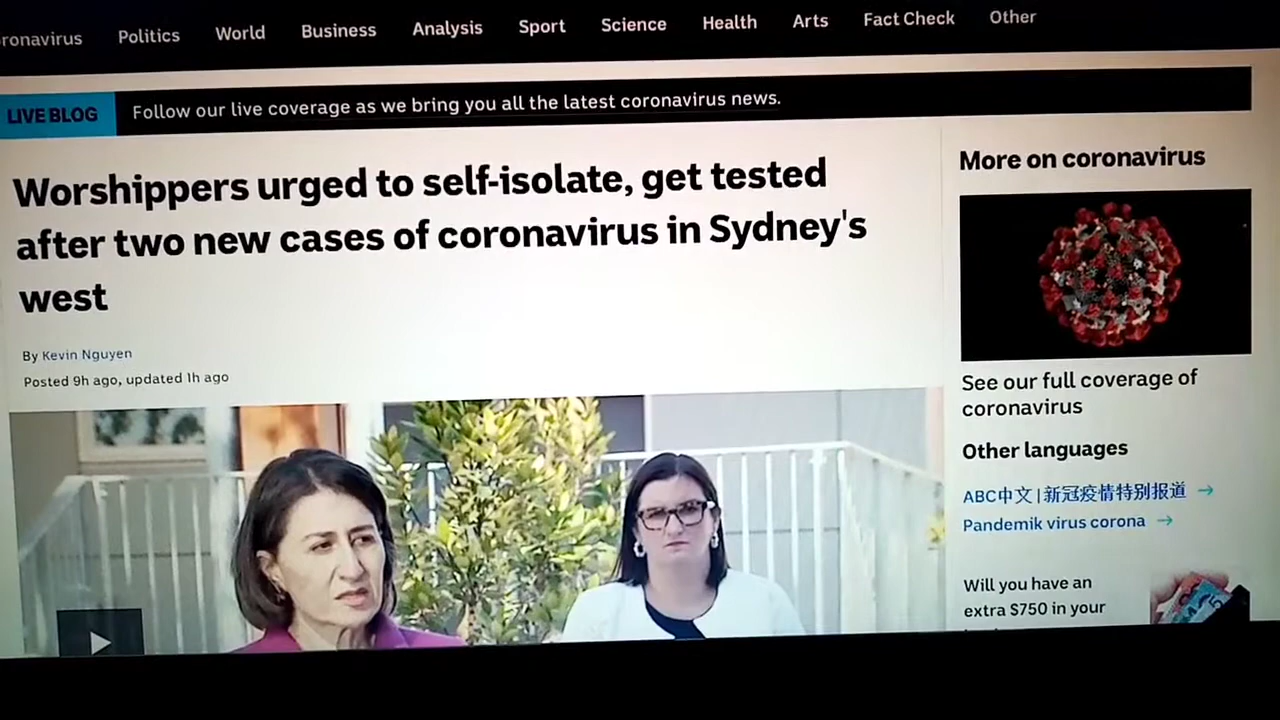 Politics World Business Analysis Sport Science Health Arts Fact Check Other
LIVE BLOG Follow our live coverage as we bring you all the latest coronavirus news.
Worshippers urged to self-isolate, get tested
after two new cases of coronavirus in Sydney's
west
By Kevin Nguyen
Posted 9h ago, updated 1h ago
More on coronavirus
See our full coverage of
coronavirus
Other languages
ABC中文|新冠疫情特别报道 →
Pandemik virus corona →
Will you have an
extra $750 in your